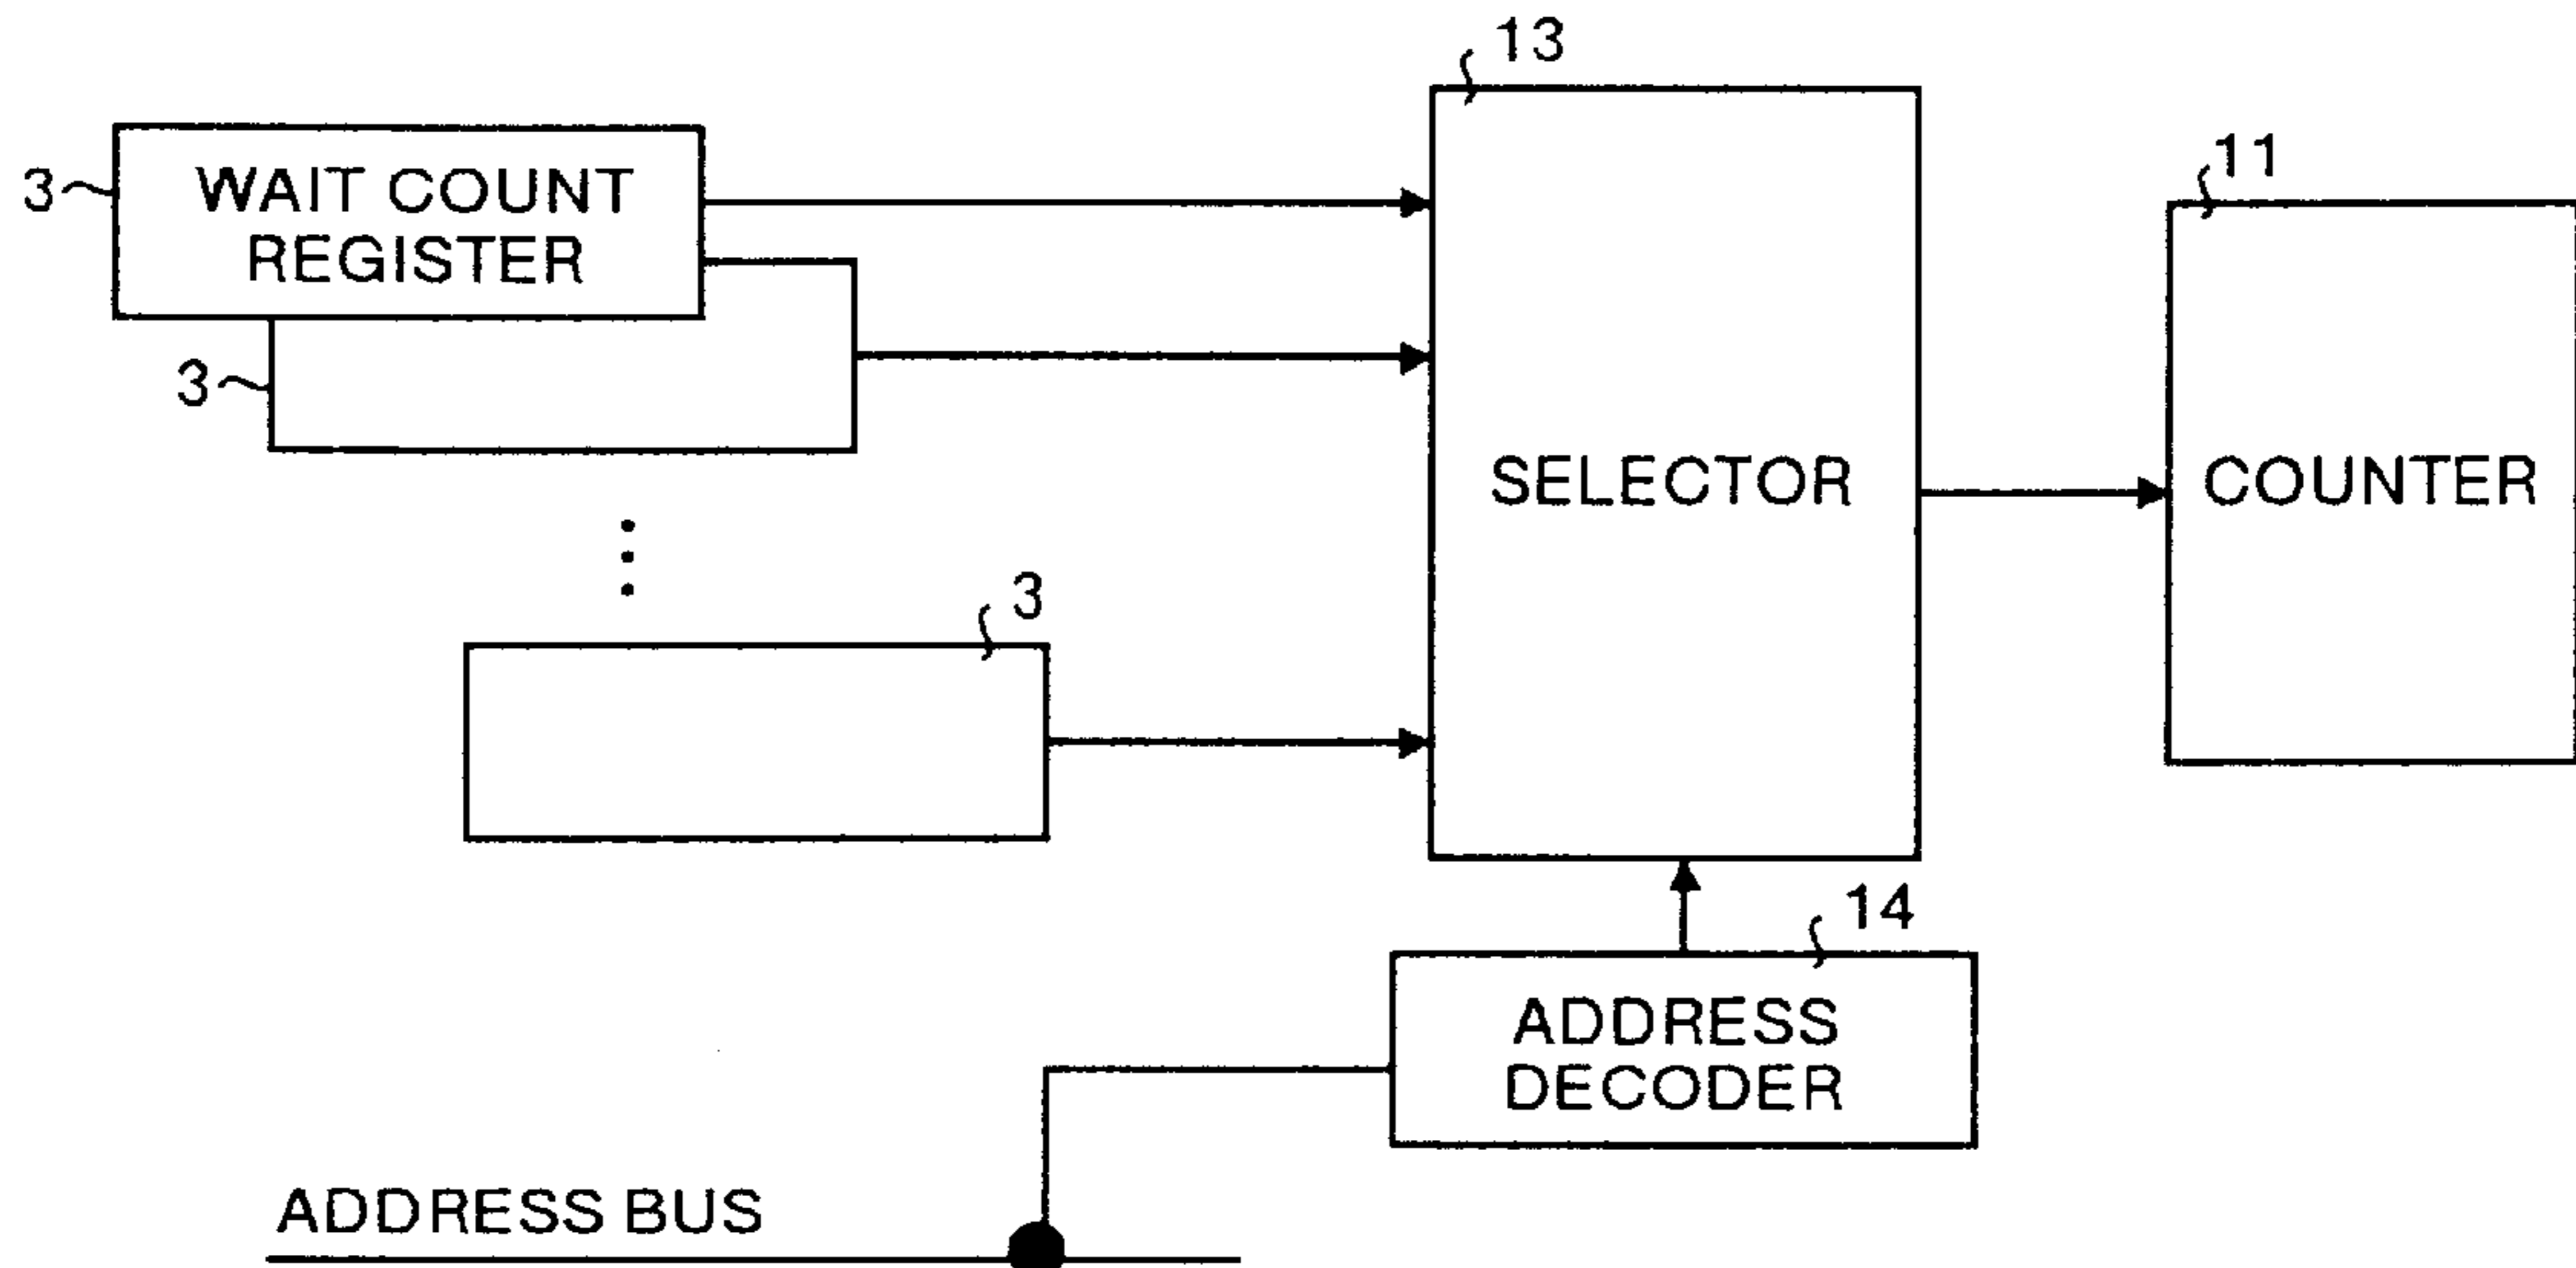 13
11
3
WAIT COUNT
REGISTER
3
SELECTOR
COUNTER
3
14
ADDRESS
DECODER
ADDRESS BUS